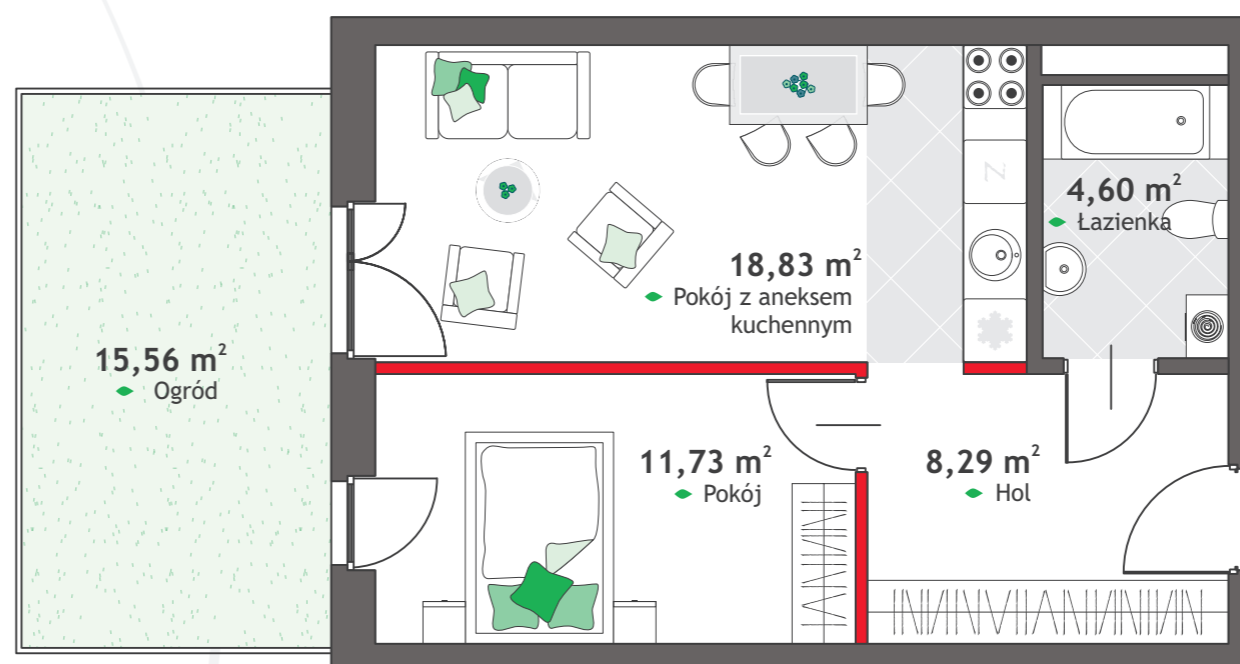 18,83 m²
Pokój z aneksem
kuchennym
4,60 m²
Łazienka
Z
15,56 m²
Ogród
11,73 m²
Pokój
8,29 m²
Hol